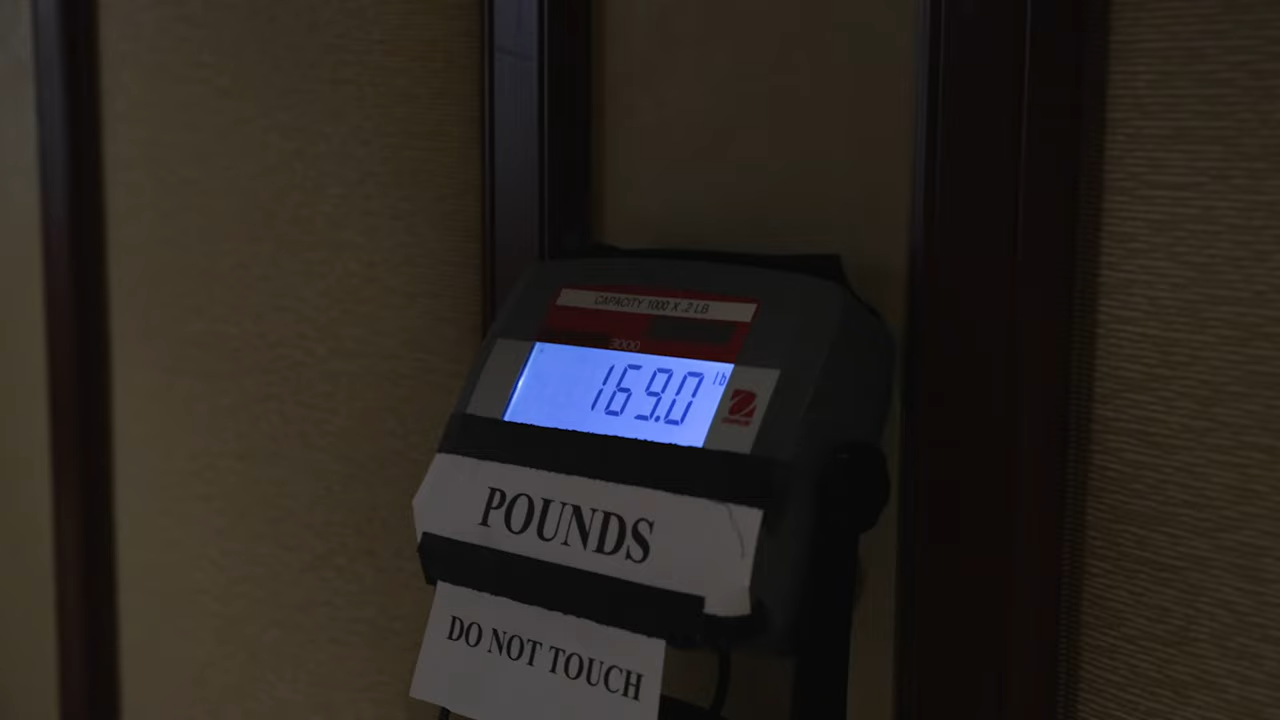 CAPACITY 1000 X .2 LB
3000
169.0 lb
POUNDS
DO NOT TOUCH